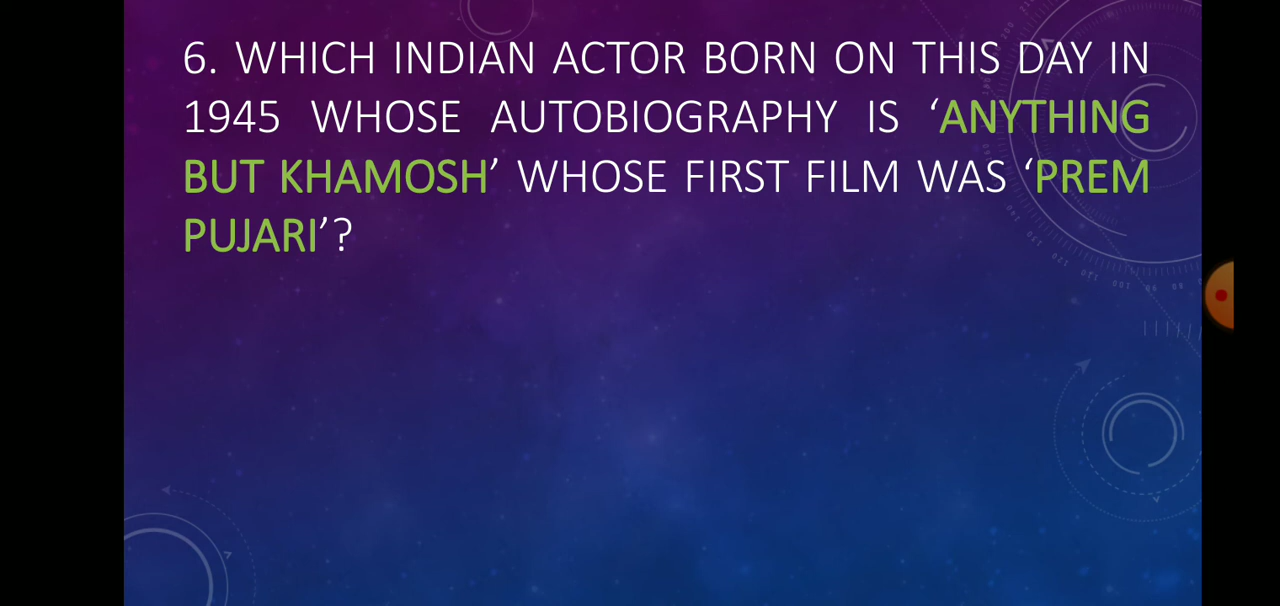 6. WHICH INDIAN ACTOR BORN ON THIS DAY IN
1945 WHOSE AUTOBIOGRAPHY IS ‘ANYTHING
BUT KHAMOSH’ WHOSE FIRST FILM WAS ‘PREM
PUJARI’?